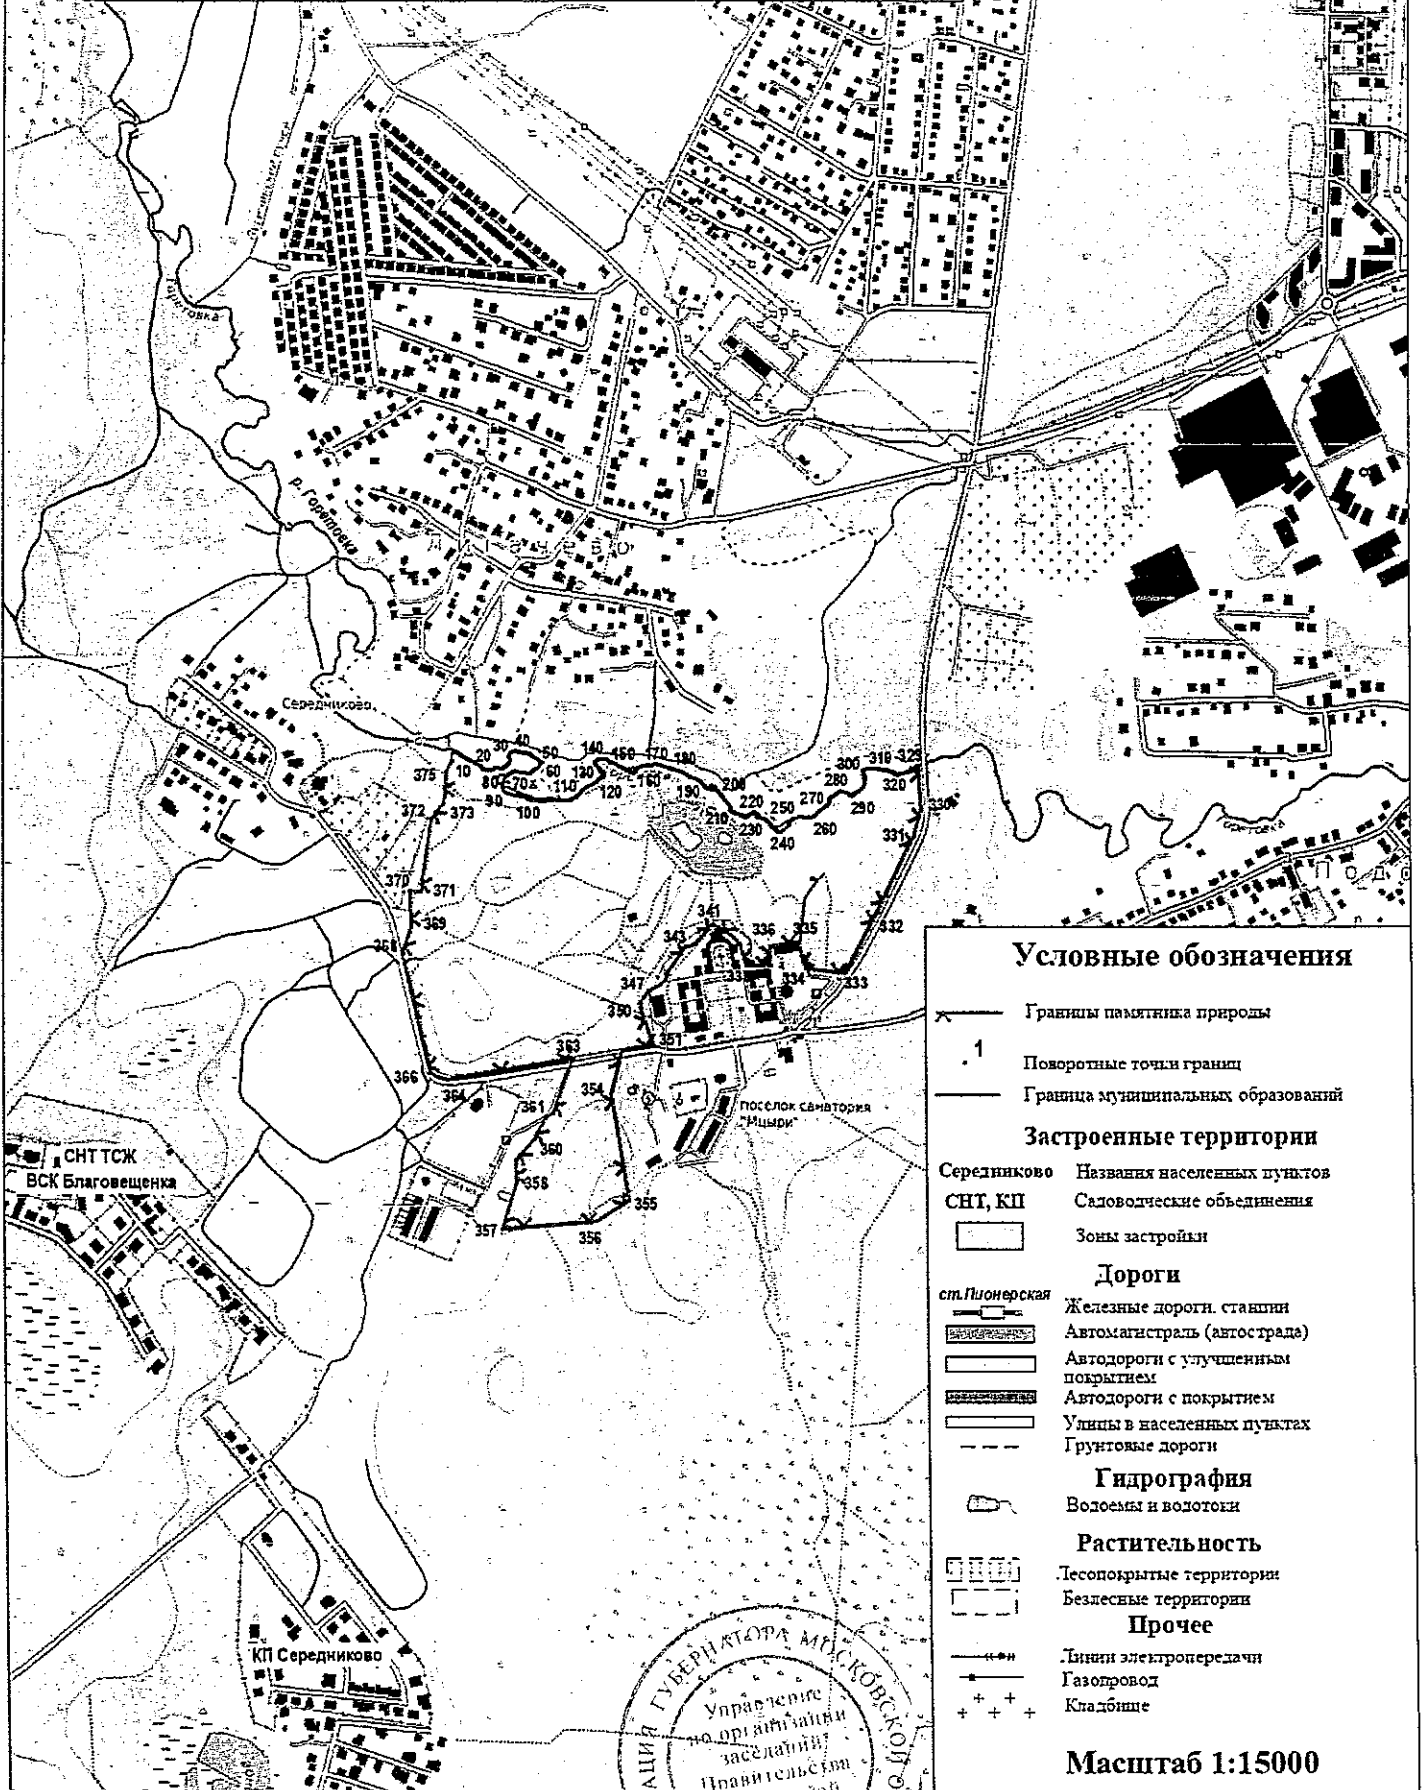 р. Горетовка
Середниково
40
30
50
20
10
140
150
170
180
60
130
160
80
70
110
120
190
200
90
100
220
250
270
280
300
319
325
320
290
210
230
240
260
330
331
375
372
373
370
371
369
368
341
343
336
335
332
347
334
333
350
351
363
366
364
354
361
360
358
355
357
356
поселок санатория
"Мцыри"
СНТ ТСЖ
ВСК Благовещенка
КП Середниково
Условные обозначения
Границы памятника природы
. 1
Поворотные точки границ
Граница муниципальных образований
Застроенные территории
Середниково Названия населенных пунктов
СНТ, КП Садоводческие объединения
Зоны застройки
Дороги
ст.Пионерская
Железные дороги. станции
Автомагистраль (автострада)
Автодороги с улучшенным
покрытием
Автодороги с покрытием
Улицы в населенных пунктах
Грунтовые дороги
Гидрография
Водоемы и водотоки
Растительность
Лесопокрытые территории
Безлесные территории
Прочее
Линии электропередачи
Газопровод
Кладбище
Масштаб 1:15000
ГУБЕРНАТОРА МОСКОВСКОЙ
Управление
по организации
заседаний
Правительства